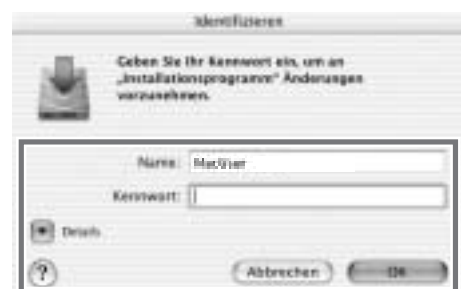 Identifizieren
Geben Sie Ihr Kennwort ein, um an
„Installationsprogramm“ Änderungen
vorzunehmen.
Name: MacUser
Kennwort:
Details
?
Abbrechen OK